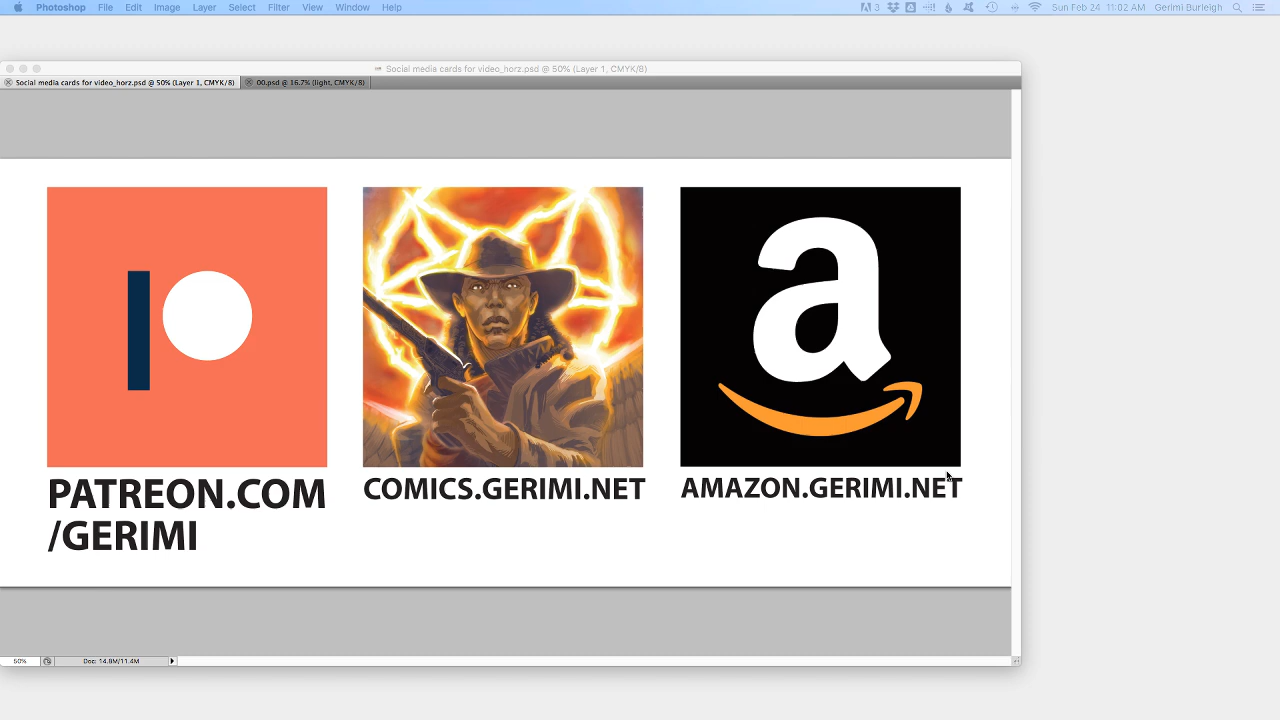 Photoshop File Edit Image Layer Select Filter View Window Help 3 Sun Feb 24 11:02 AM Gerimi Burleigh
Social media cards for video_horz.psd @ 50% (Layer 1, CMYK/8)
Social media cards for video_horz.psd @ 50% (Layer 1, CMYK/8) 00.psd @ 16.7% (light, CMYK/8)
a
PATREON.COM
/GERIMI
COMICS.GERIMI.NET
AMAZON.GERIMI.NET
50% Doc: 14.8M/11.4M